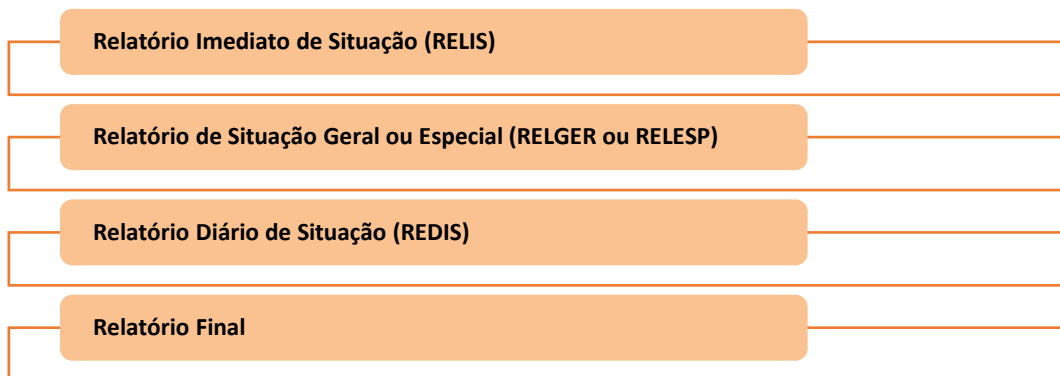 Relatório Imediato de Situação (RELIS)
Relatório de Situação Geral ou Especial (RELGER ou RELESP)
Relatório Diário de Situação (REDIS)
Relatório Final